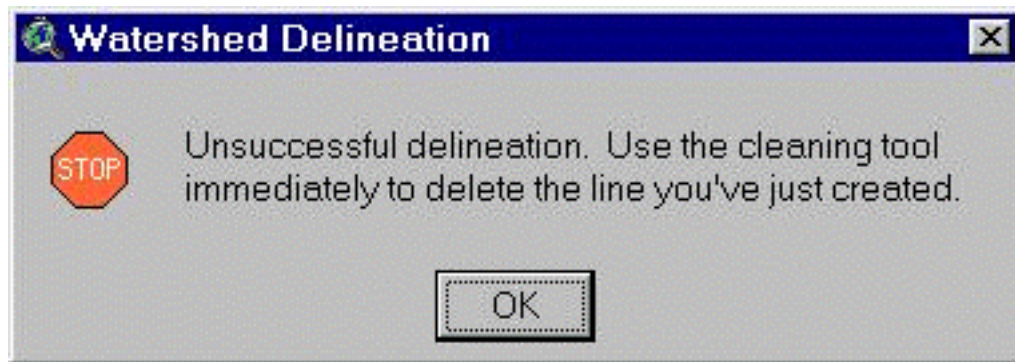 Watershed Delineation
STOP
Unsuccessful delineation. Use the cleaning tool
immediately to delete the line you've just created.
OK